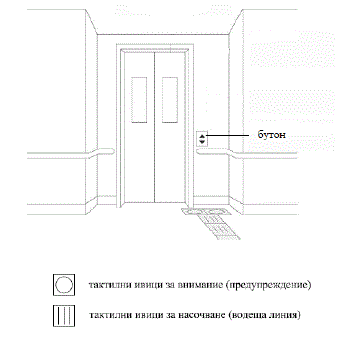 бутон
тактилни ивици за внимание (предупреждение)
тактилни ивици за насочване (водеща линия)